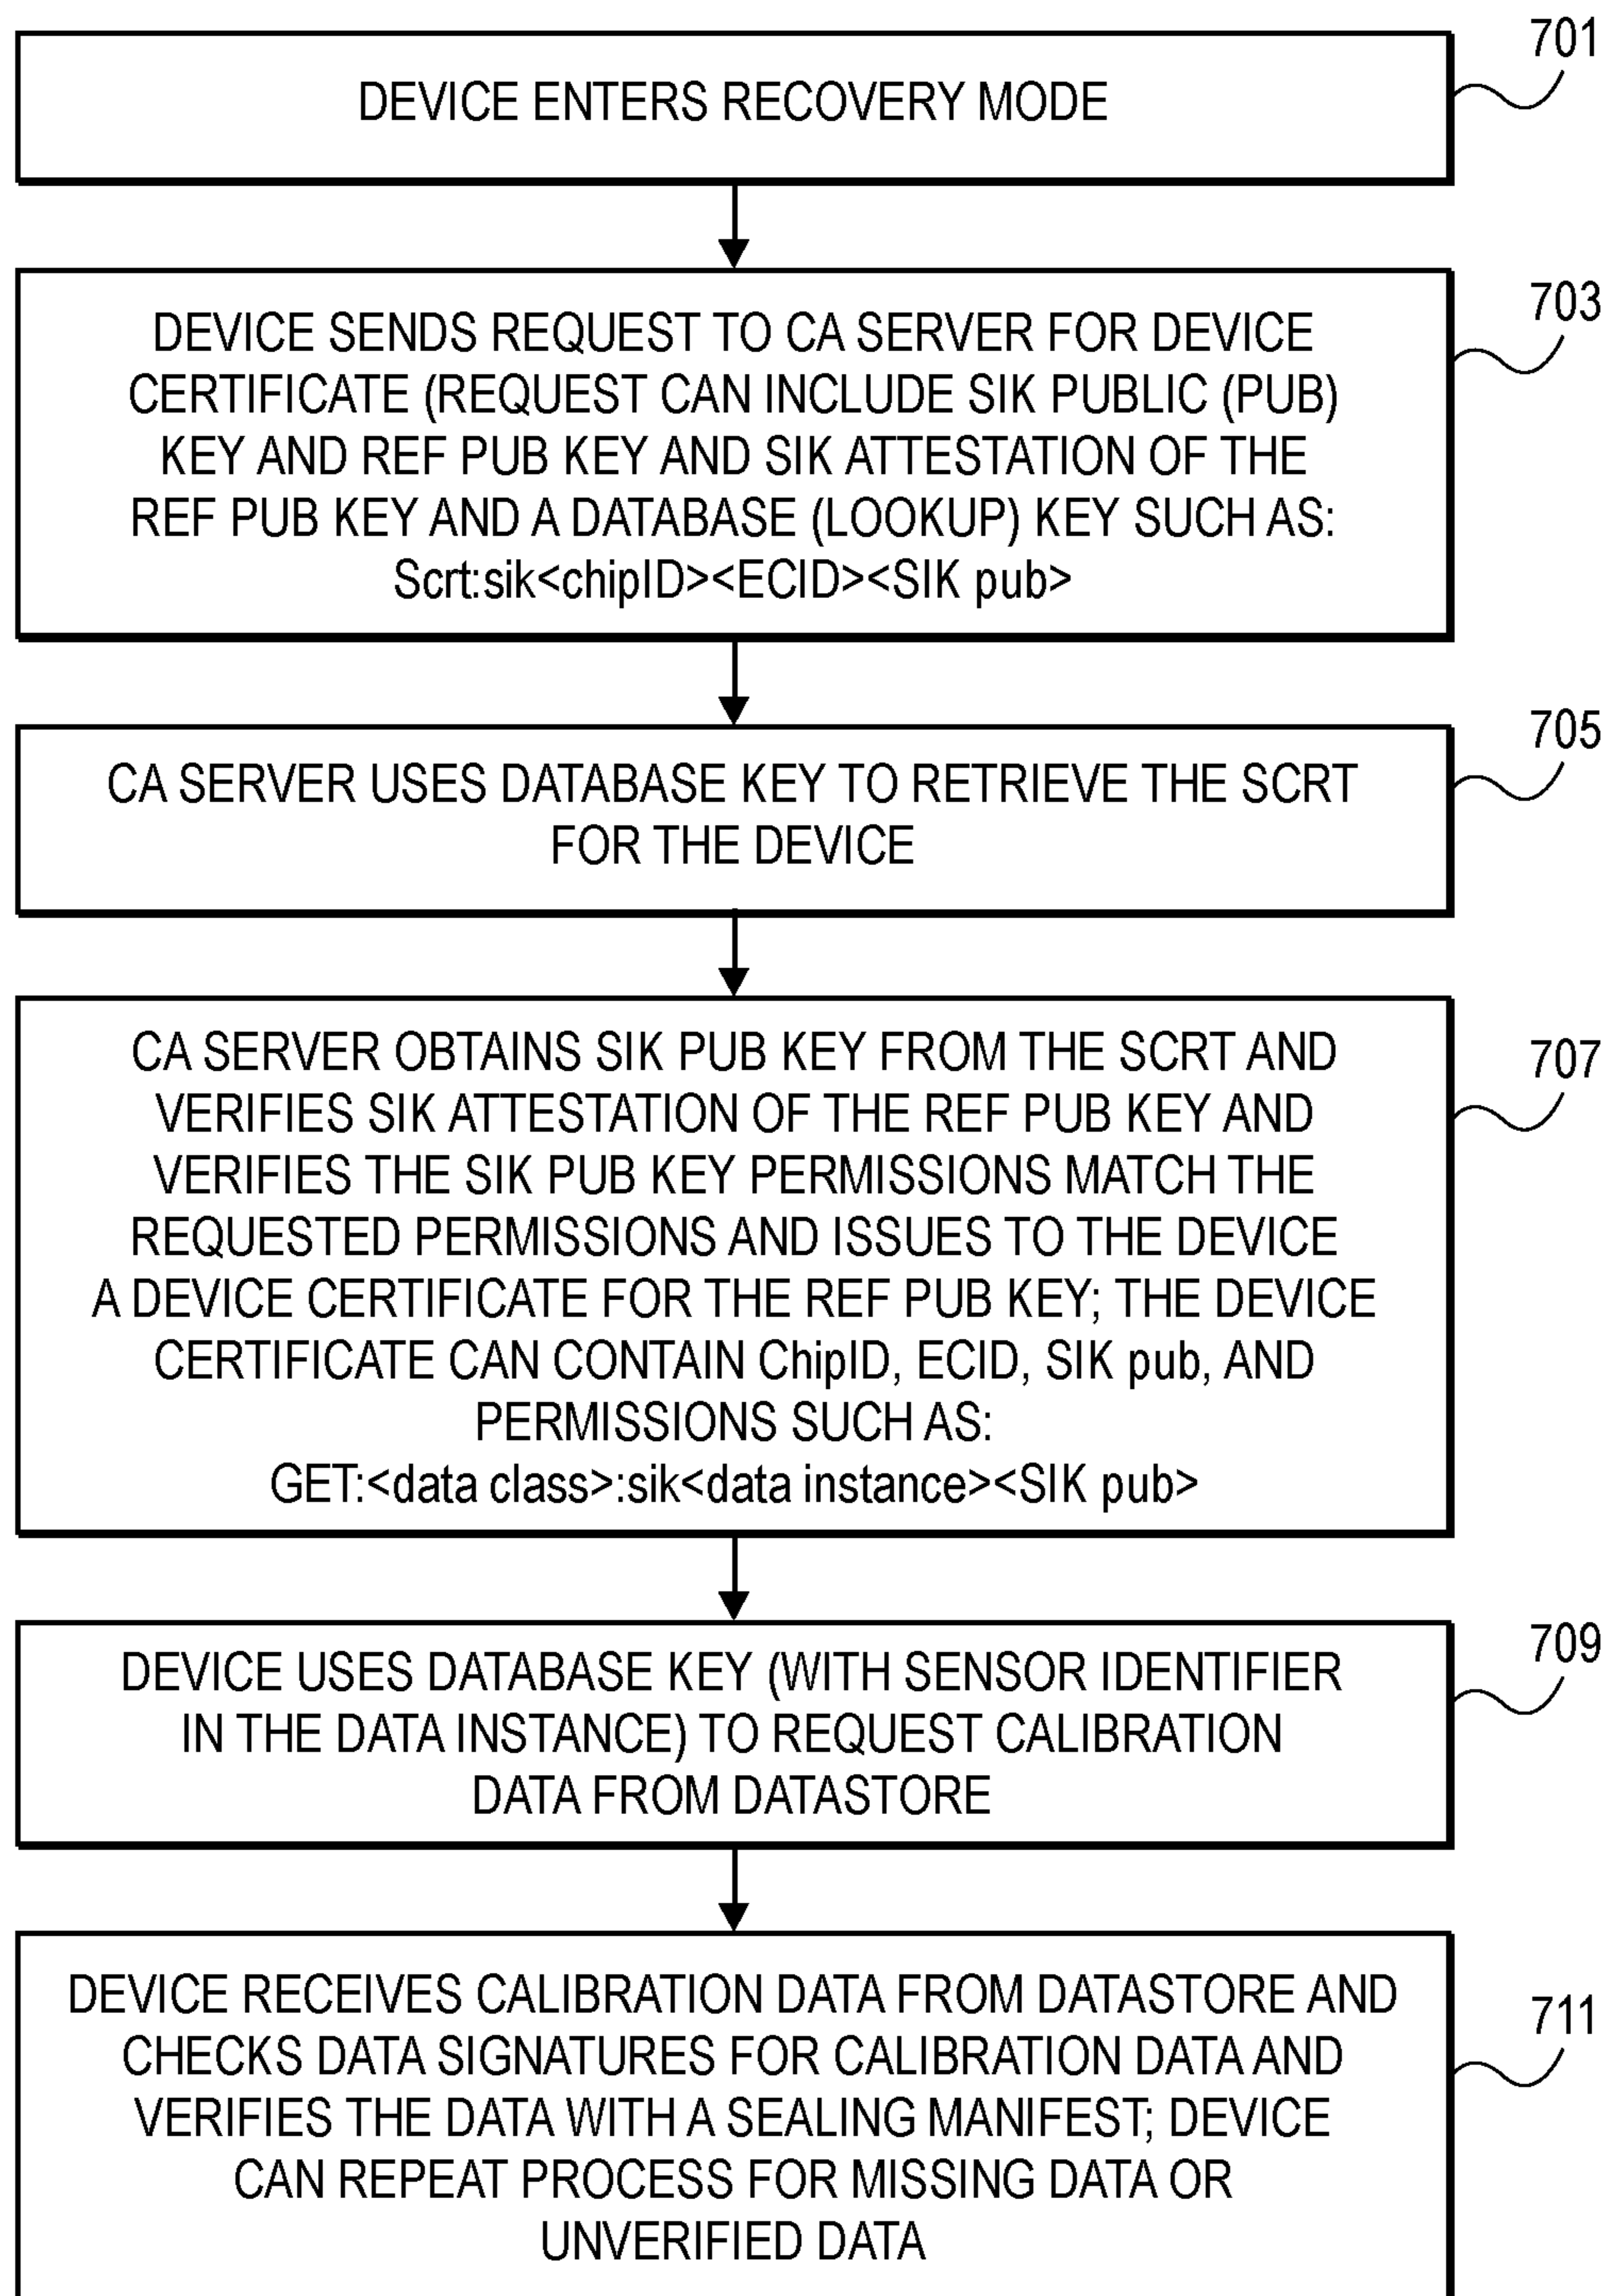 701
DEVICE ENTERS RECOVERY MODE
703
DEVICE SENDS REQUEST TO CA SERVER FOR DEVICE
CERTIFICATE (REQUEST CAN INCLUDE SIK PUBLIC (PUB)
KEY AND REF PUB KEY AND SIK ATTESTATION OF THE
REF PUB KEY AND A DATABASE (LOOKUP) KEY SUCH AS:
Scrt:sik<chipID><ECID><SIK pub>
705
CA SERVER USES DATABASE KEY TO RETRIEVE THE SCRT
FOR THE DEVICE
707
CA SERVER OBTAINS SIK PUB KEY FROM THE SCRT AND
VERIFIES SIK ATTESTATION OF THE REF PUB KEY AND
VERIFIES THE SIK PUB KEY PERMISSIONS MATCH THE
REQUESTED PERMISSIONS AND ISSUES TO THE DEVICE
A DEVICE CERTIFICATE FOR THE REF PUB KEY; THE DEVICE
CERTIFICATE CAN CONTAIN ChipID, ECID, SIK pub, AND
PERMISSIONS SUCH AS:
GET:<data class>:sik<data instance><SIK pub>
709
DEVICE USES DATABASE KEY (WITH SENSOR IDENTIFIER
IN THE DATA INSTANCE) TO REQUEST CALIBRATION
DATA FROM DATASTORE
711
DEVICE RECEIVES CALIBRATION DATA FROM DATASTORE AND
CHECKS DATA SIGNATURES FOR CALIBRATION DATA AND
VERIFIES THE DATA WITH A SEALING MANIFEST; DEVICE
CAN REPEAT PROCESS FOR MISSING DATA OR
UNVERIFIED DATA